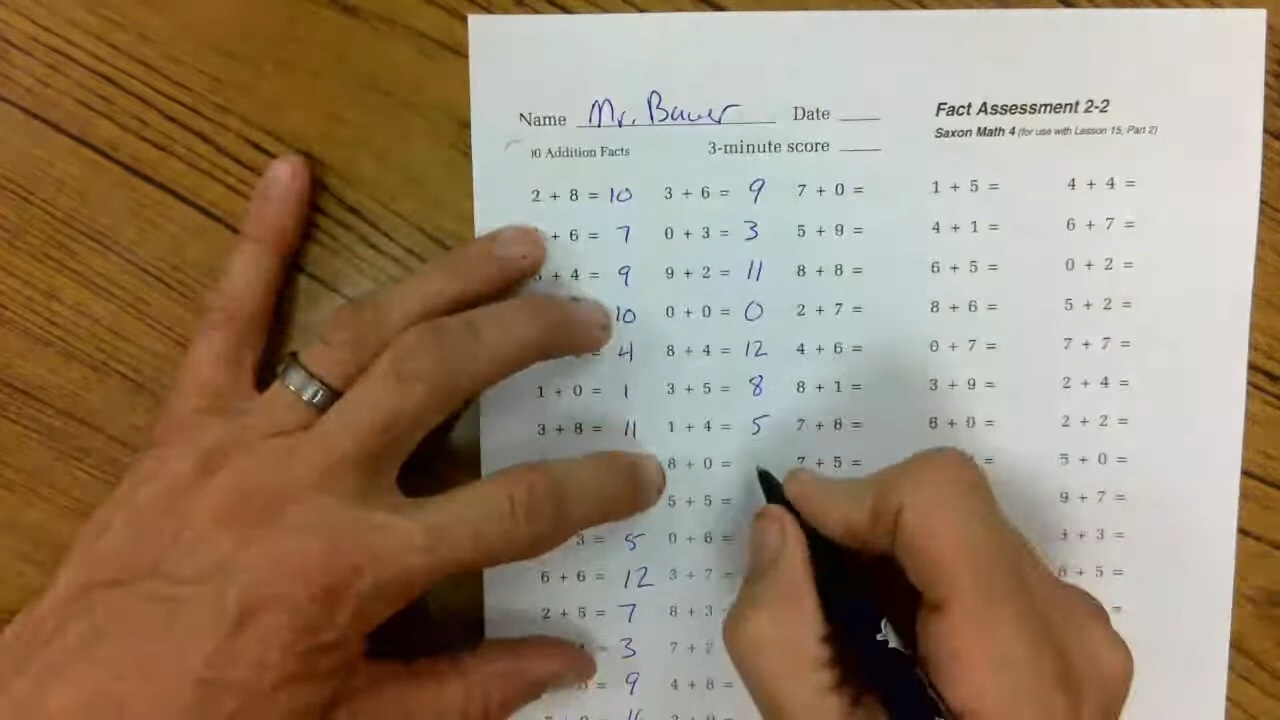 Name Mr. Bauer Date
Fact Assessment 2-2
Saxon Math 4 (for use with Lesson 15, Part 2)
10 Addition Facts 3-minute score
2 + 8 = 10 3 + 6 = 9 7 + 0 = 1 + 5 = 4 + 4 =
+ 6 = 7 0 + 3 = 3 5 + 9 = 4 + 1 = 6 + 7 =
+ 4 = 9 9 + 2 = 11 8 + 8 = 6 + 5 = 0 + 2 =
10 0 + 0 = 0 2 + 7 = 8 + 6 = 5 + 2 =
= 4 8 + 4 = 12 4 + 6 = 0 + 7 = 7 + 7 =
1 + 0 = 1 3 + 5 = 8 8 + 1 = 3 + 9 = 2 + 4 =
3 + 8 = 11 1 + 4 = 5 7 + 8 = 6 + 0 = 2 + 2 =
8 + 0 = 7 + 5 = = 5 + 0 =
5 + 5 = 9 + 7 =
3 = 5 0 + 6 = 3 + 3 =
6 + 6 = 12 3 + 7 = + 5 =
2 + 5 = 7 8 + 3 =
3 7 + 2
= 9 4 + 8 =
16